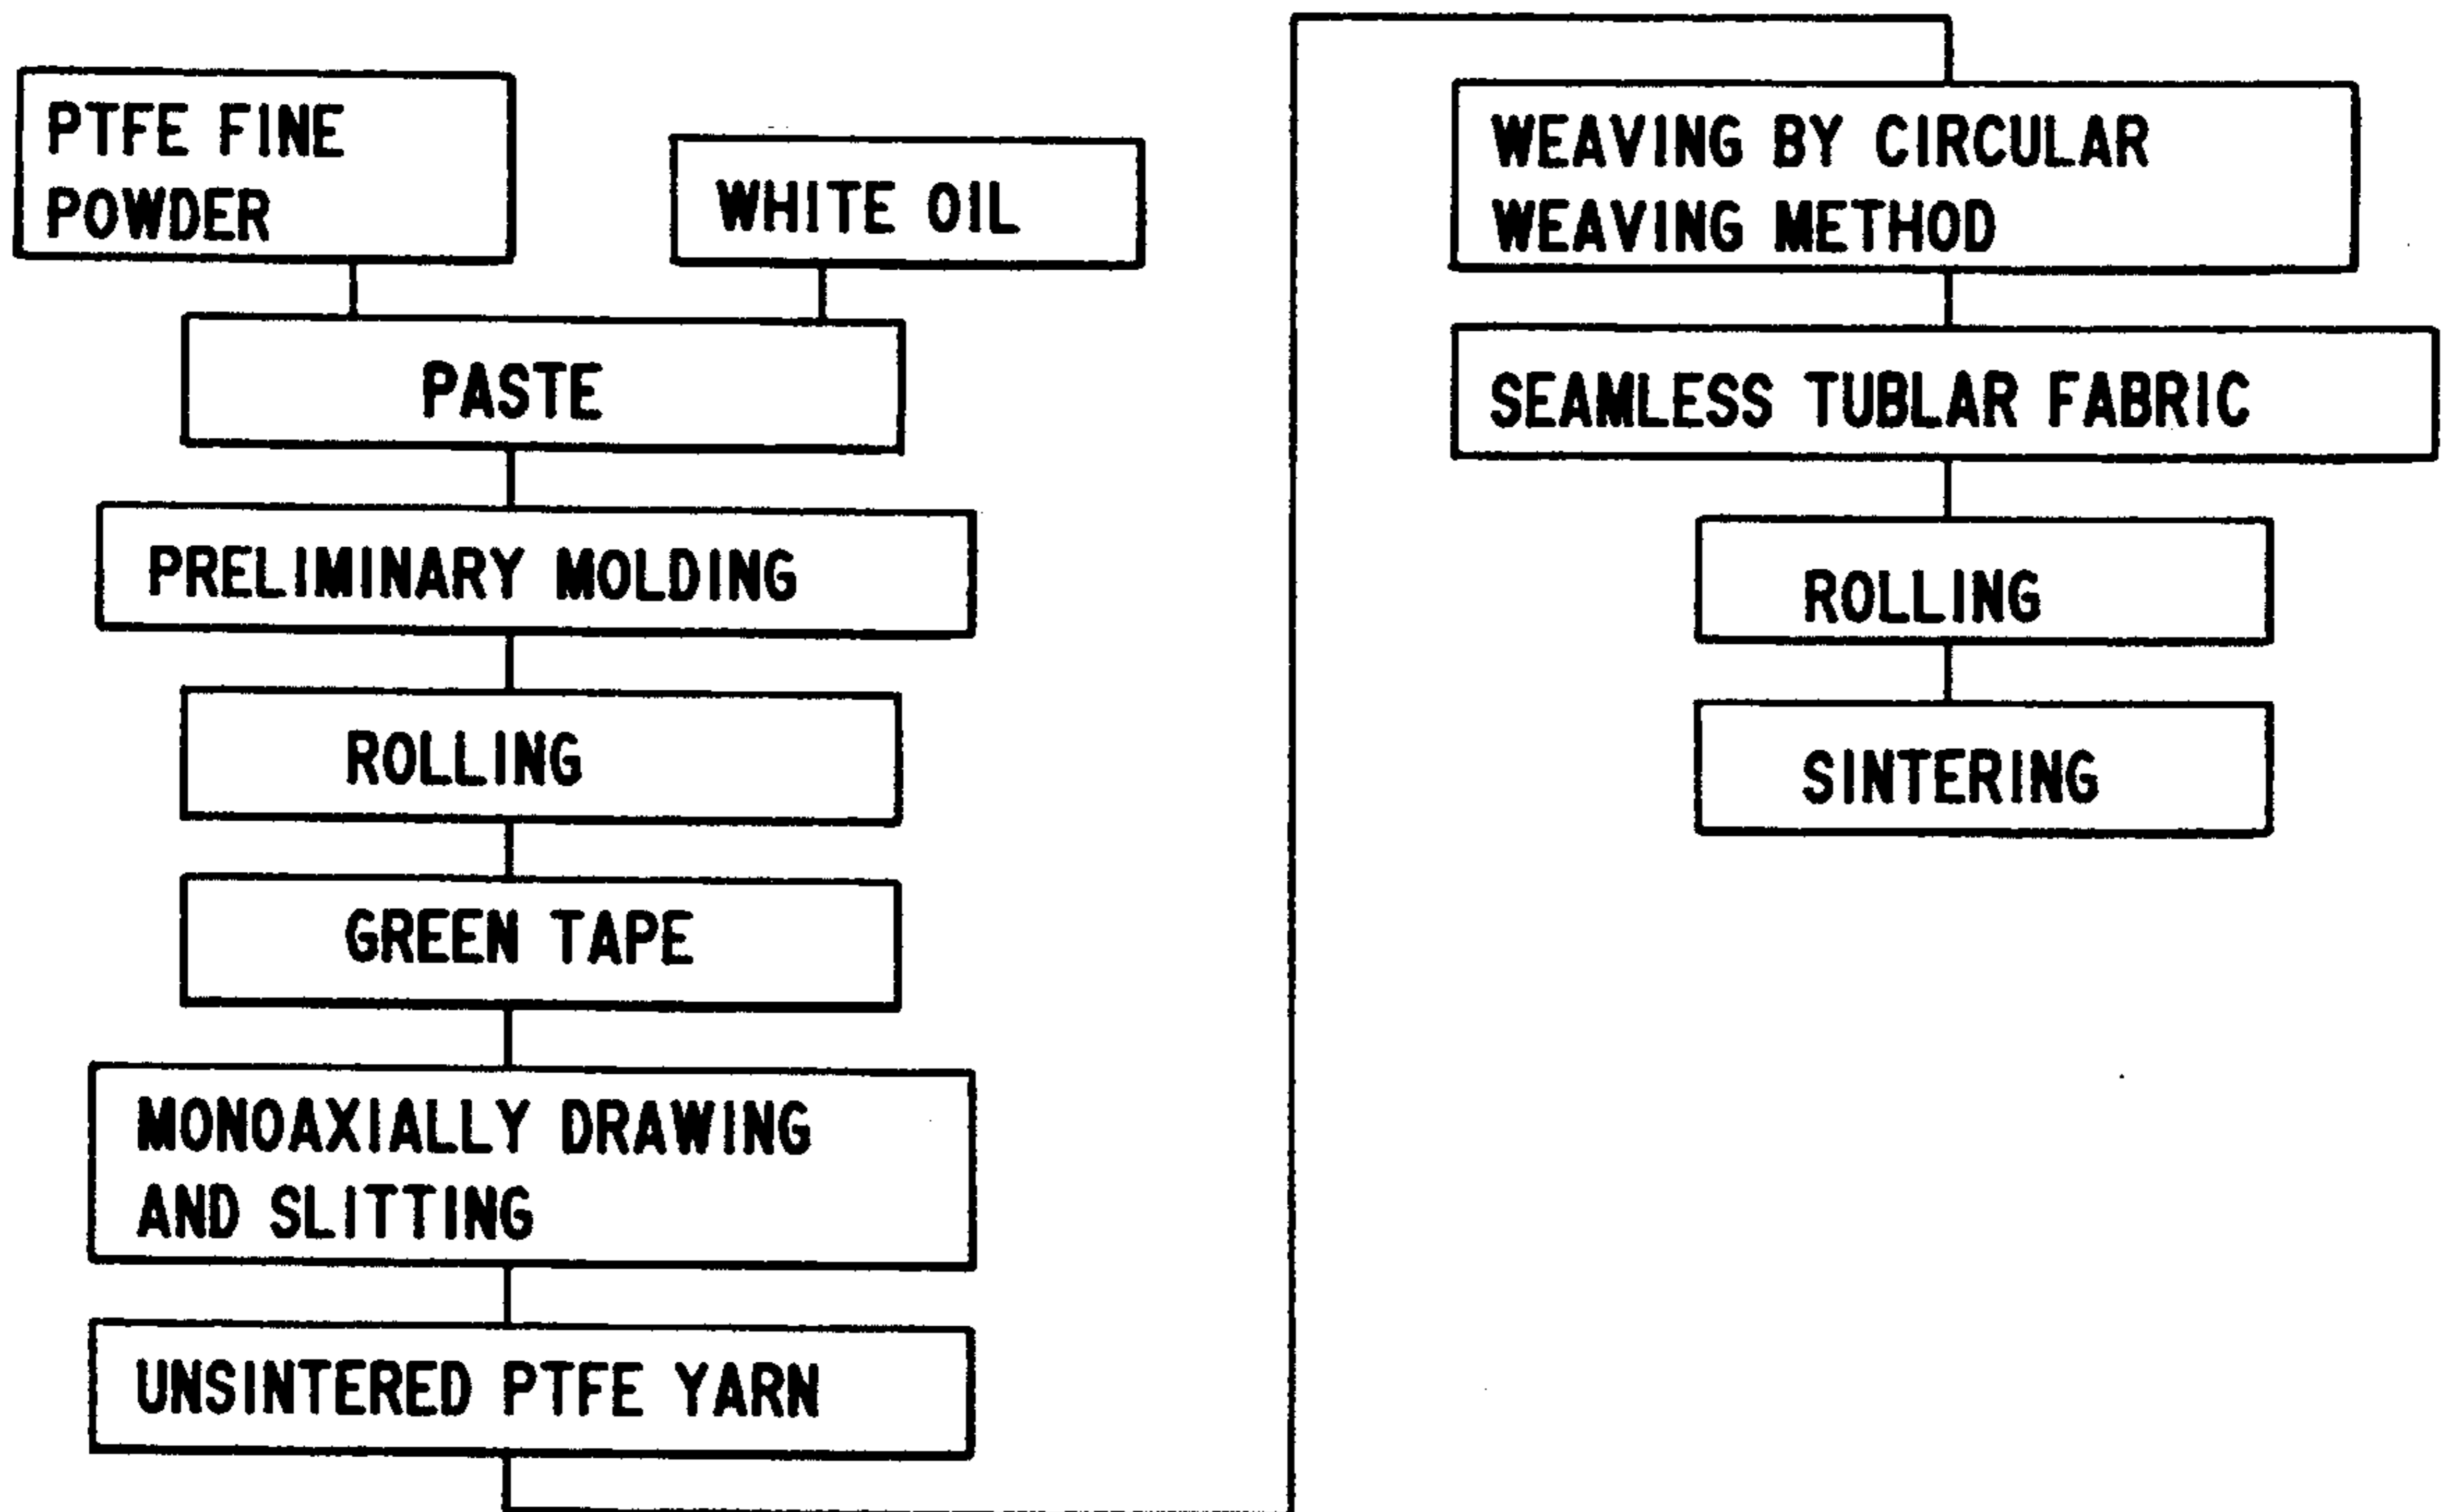 PTFE FINE
POWDER
WHITE OIL
PASTE
PRELIMINARY MOLDING
ROLLING
GREEN TAPE
MONOAXIALLY DRAWING
AND SLITTING
UNSINTERED PTFE YARN
WEAVING BY CIRCULAR
WEAVING METHOD
SEAMLESS TUBLAR FABRIC
ROLLING
SINTERING